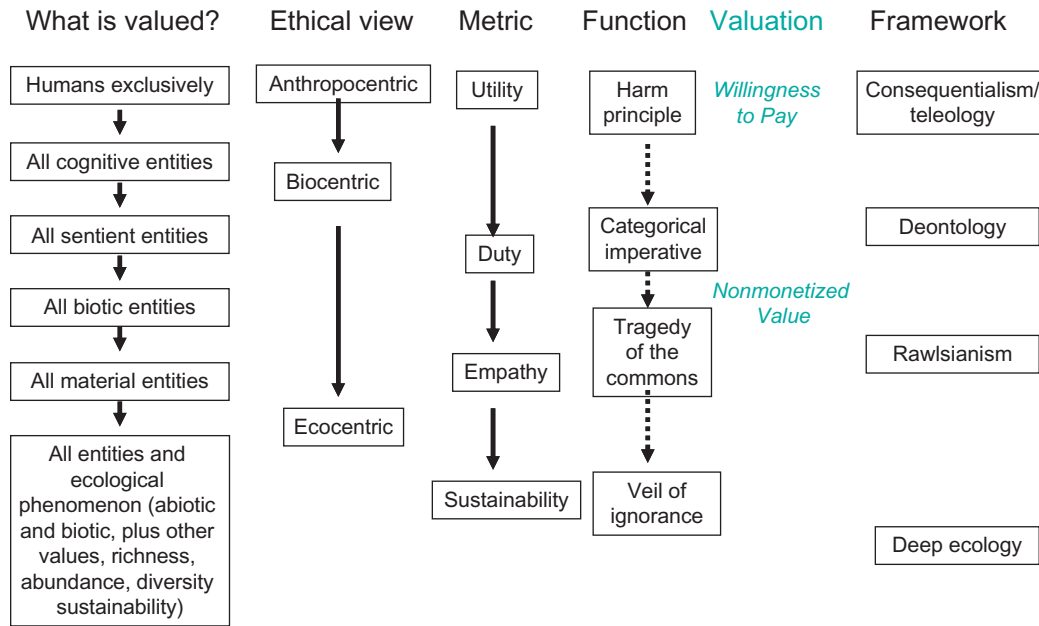 What is valued?
Ethical view
Metric
Function
Valuation
Framework
Humans exclusively
All cognitive entities
All sentient entities
All biotic entities
All material entities
All entities and
ecological
phenomenon (abiotic
and biotic, plus other
values, richness,
abundance, diversity
sustainability)
Anthropocentric
Biocentric
Ecocentric
Utility
Duty
Empathy
Sustainability
Harm
principle
Categorical
imperative
Tragedy
of the
commons
Veil of
ignorance
Willingness
to Pay
Nonmonetized
Value
Consequentialism/
teleology
Deontology
Rawlsianism
Deep ecology